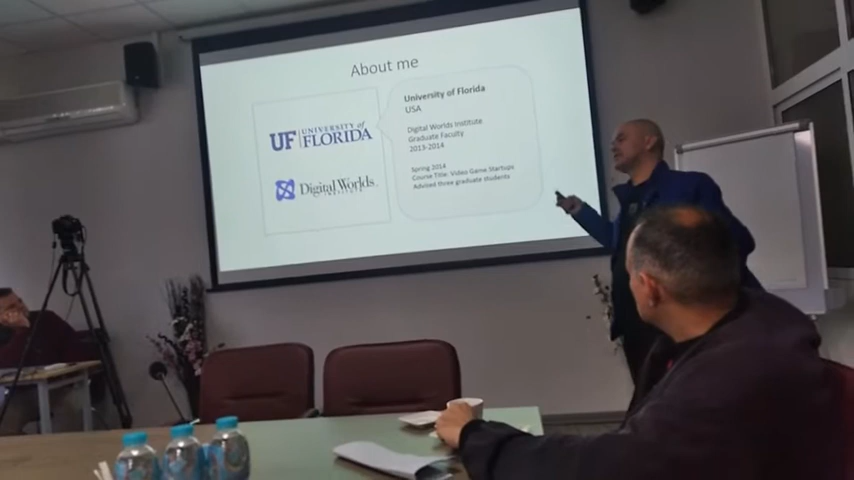 About me
UF UNIVERSITY of FLORIDA
Digital Worlds
INSTITUTE
University of Florida
USA
Digital Worlds Institute
Graduate Faculty
2013-2014
Spring 2014
Course Title: Video Game Startups
Advised three graduate students